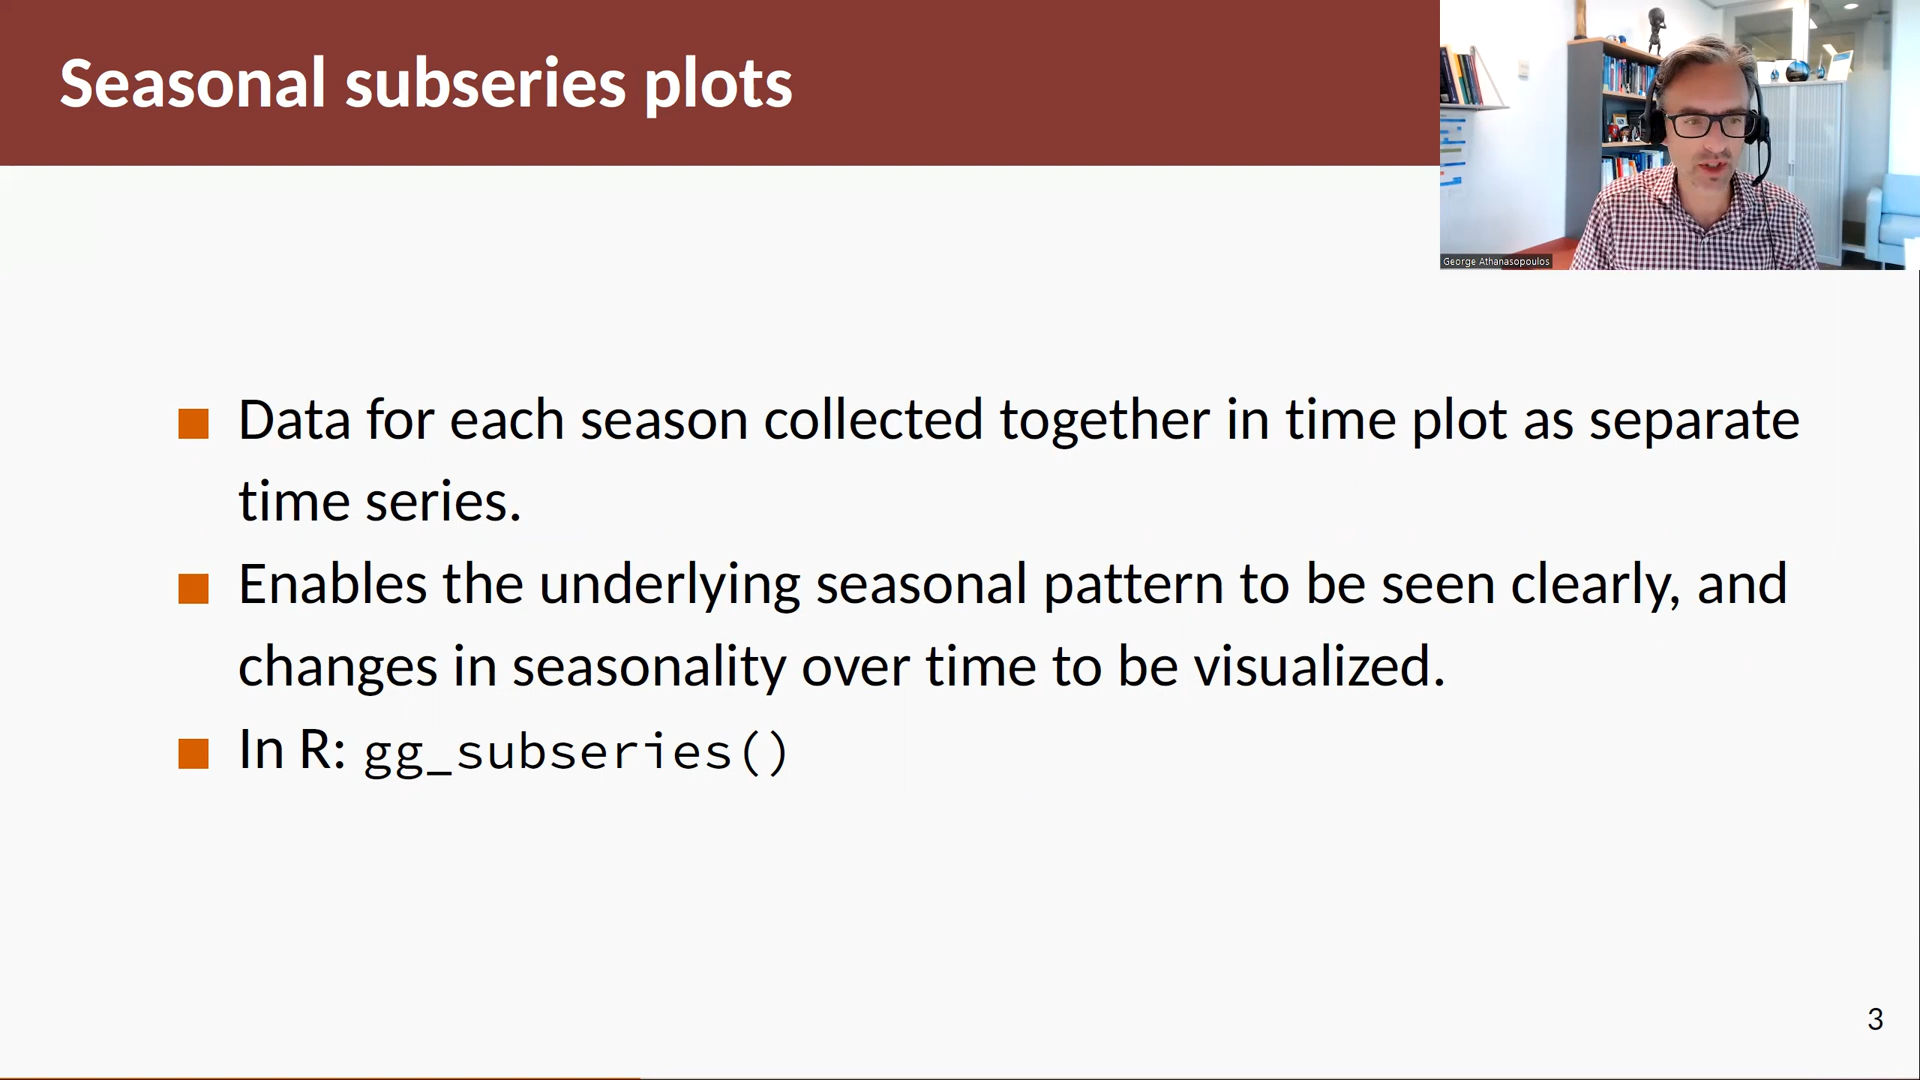 Seasonal subseries plots
George Athanasopoulos
■ Data for each season collected together in time plot as separate
time series.
■ Enables the underlying seasonal pattern to be seen clearly, and
changes in seasonality over time to be visualized.
■ In R: gg_subseries()
3